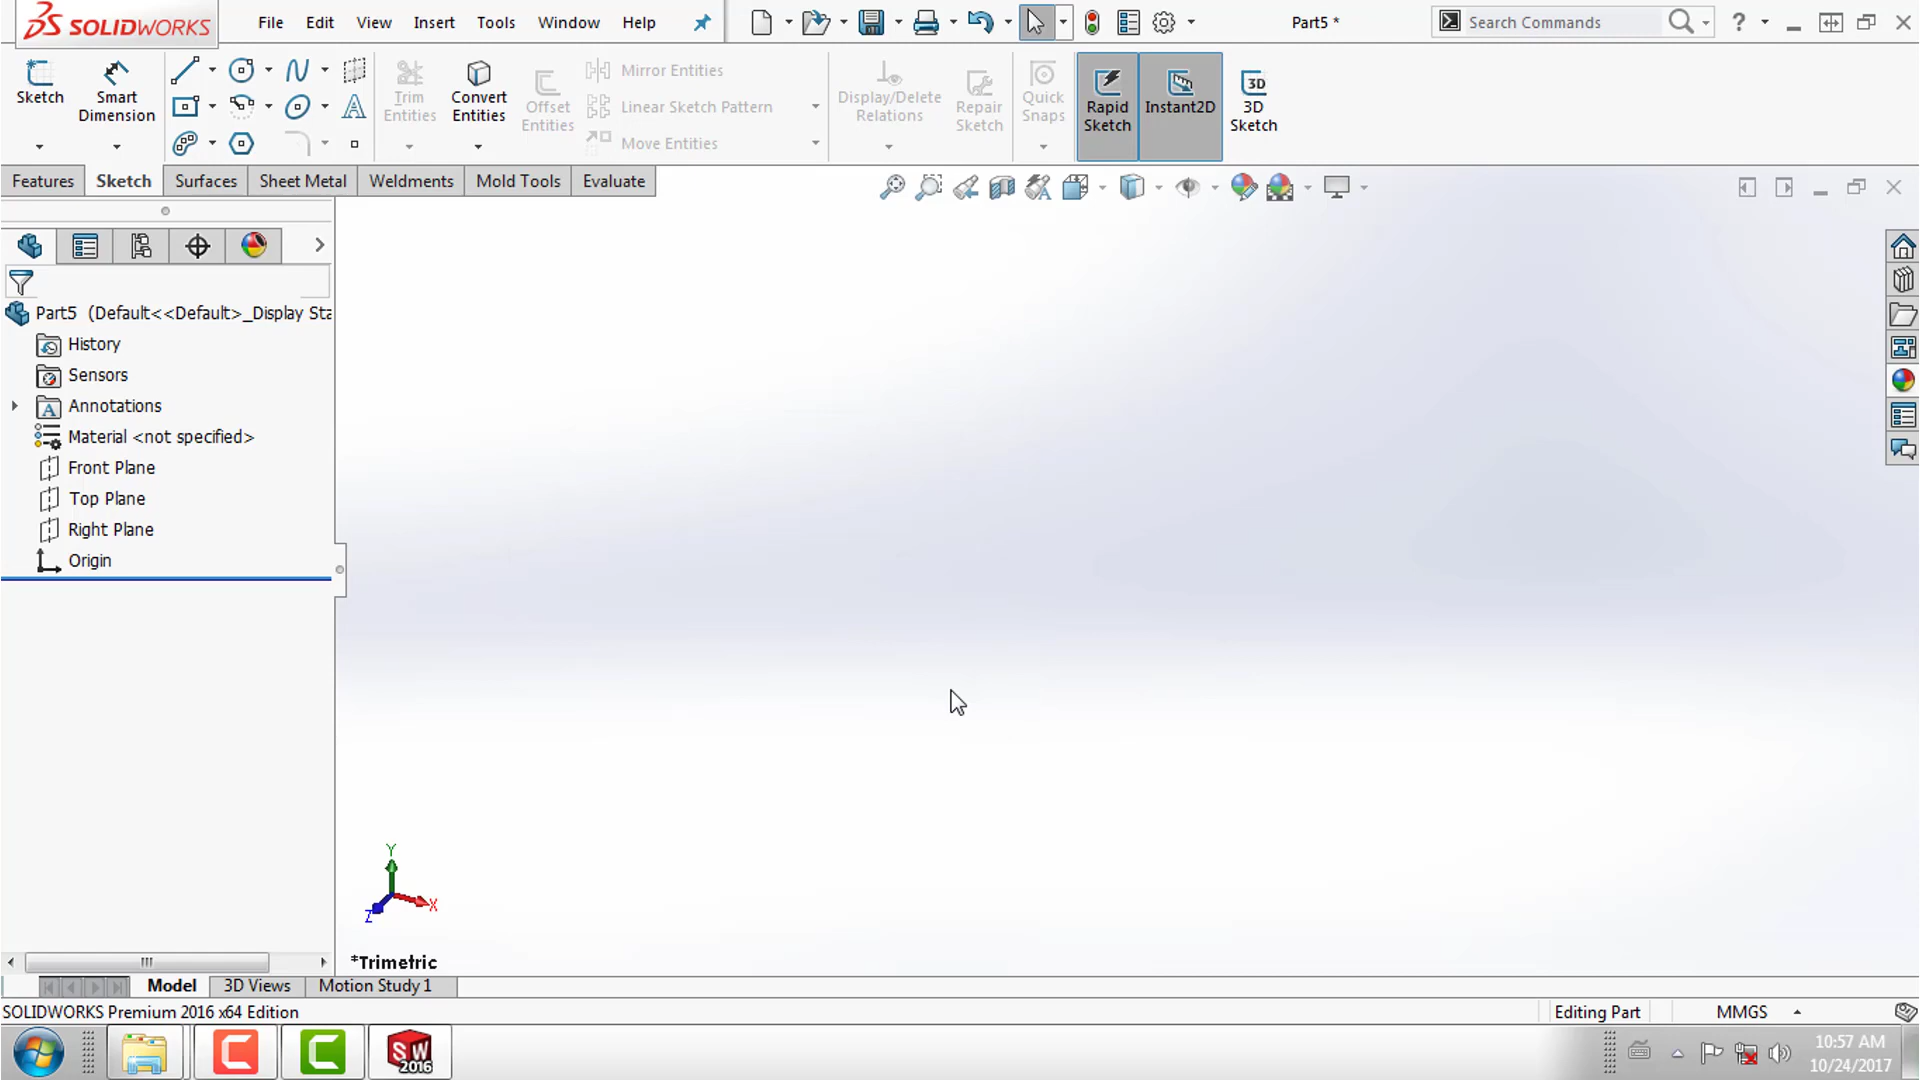 SOLIDWORKS
File Edit View Insert Tools Window Help
Part5 *
Search Commands
?
Sketch
Smart Dimension
Trim Entities
Convert Entities
Offset Entities
Mirror Entities
Linear Sketch Pattern
Move Entities
Display/Delete Relations
Repair Sketch
Quick Snaps
Rapid Sketch
Instant2D
3D
3D Sketch
Features Sketch Surfaces Sheet Metal Weldments Mold Tools Evaluate
Part5 (Default<<Default>_Display Sta
History
Sensors
Annotations
Material <not specified>
Front Plane
Top Plane
Right Plane
Origin
Y
X
Z
*Trimetric
Model 3D Views Motion Study 1
SOLIDWORKS Premium 2016 x64 Edition
Editing Part
MMGS
SW
2016
10:57 AM
10/24/2017